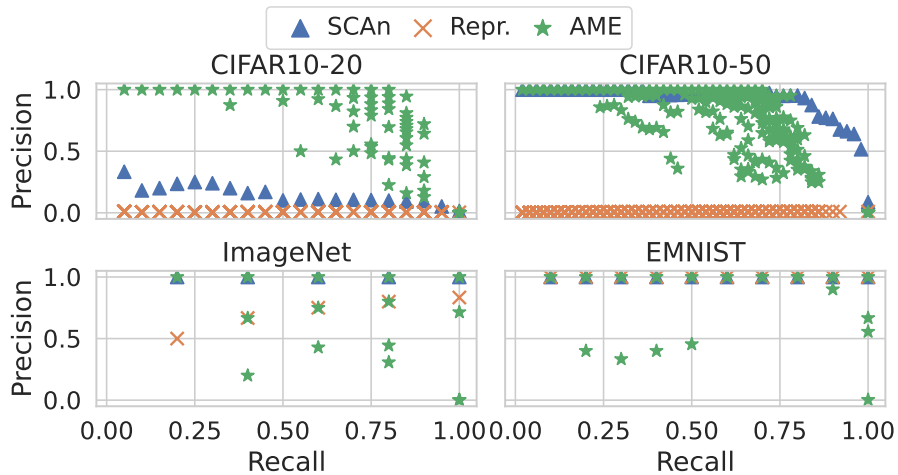 SCAn Repr. AME
CIFAR10-20 CIFAR10-50
Precision
1.0
0.5
0.0
ImageNet EMNIST
Precision
1.0
0.5
0.0
0.00 0.25 0.50 0.75 1.00 0.00 0.25 0.50 0.75 1.00
Recall Recall